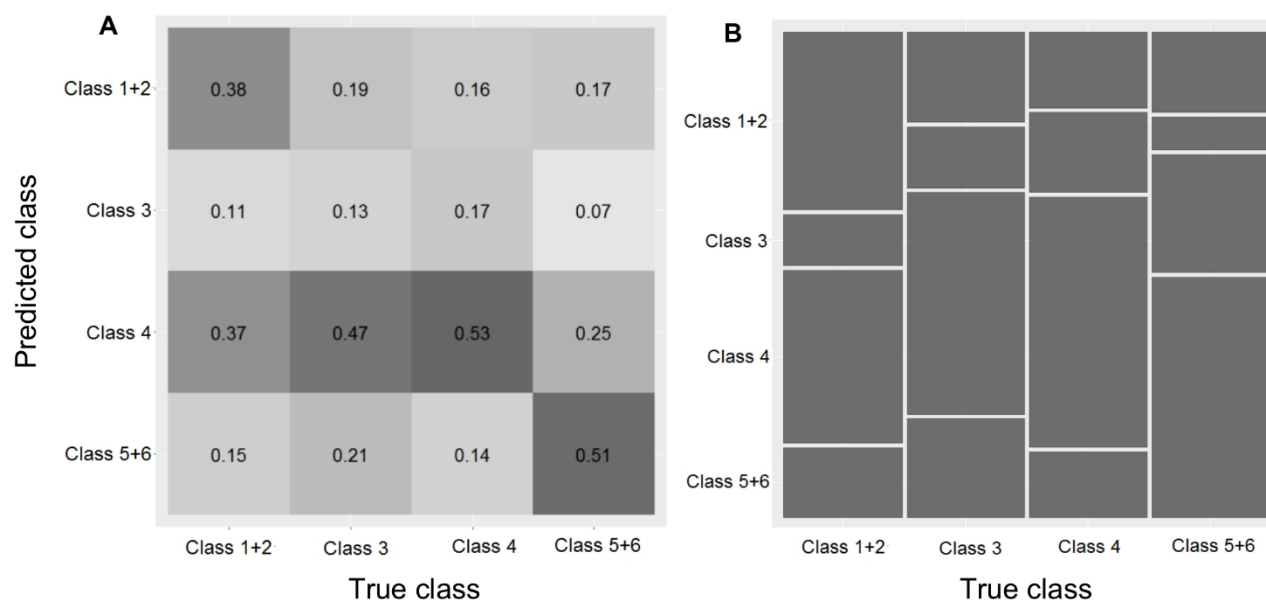 A
Predicted class
Class 1+2 0.38 0.19 0.16 0.17
Class 3 0.11 0.13 0.17 0.07
Class 4 0.37 0.47 0.53 0.25
Class 5+6 0.15 0.21 0.14 0.51
Class 1+2 Class 3 Class 4 Class 5+6
True class
B
Class 1+2
Class 3
Class 4
Class 5+6
Class 1+2 Class 3 Class 4 Class 5+6
True class